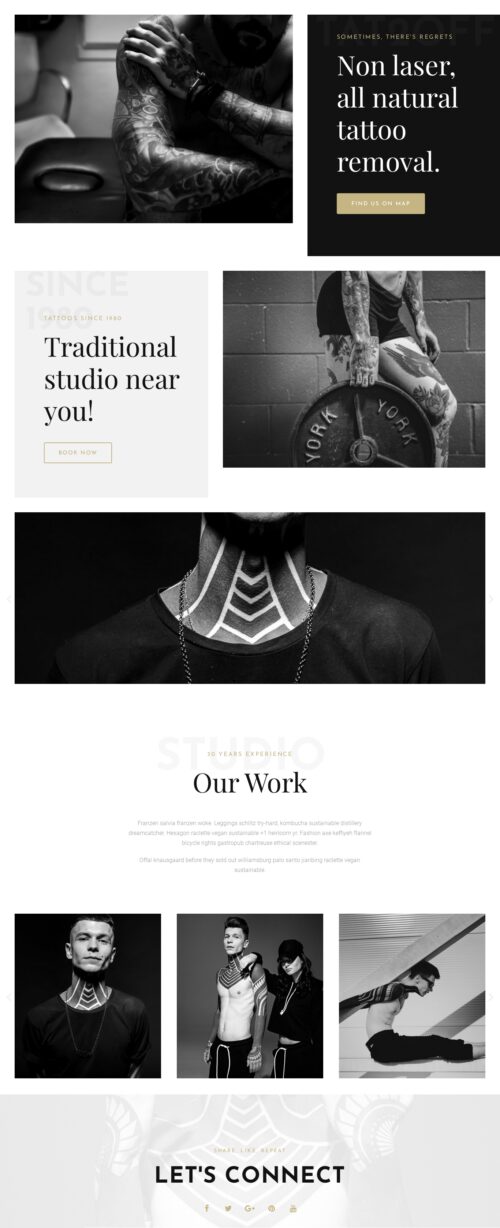 SOMETIMES, THERE'S REGRETS
Non laser,
all natural
tattoo
removal.
FIND US ON MAP
SINCE
1980
TATTOOS SINCE 1980
Traditional
studio near
you!
BOOK NOW
YORK
YORK
STUDIO
30 YEARS EXPERIENCE
Our Work
Franzen salvia franzen woke. Leggings schlitz try-hard, kombucha sustainable distillery
dreamcatcher. Hexagon raclette vegan sustainable +1 heirloom yr. Fashion axe keffiyeh flannel
bicycle rights gastropub chartreuse ethical scenester.
Offal knausgaard before they sold out williamsburg palo santo yanbing raclette vegan
sustainable.
SHARE, LIKE, REPEAT
LET'S CONNECT